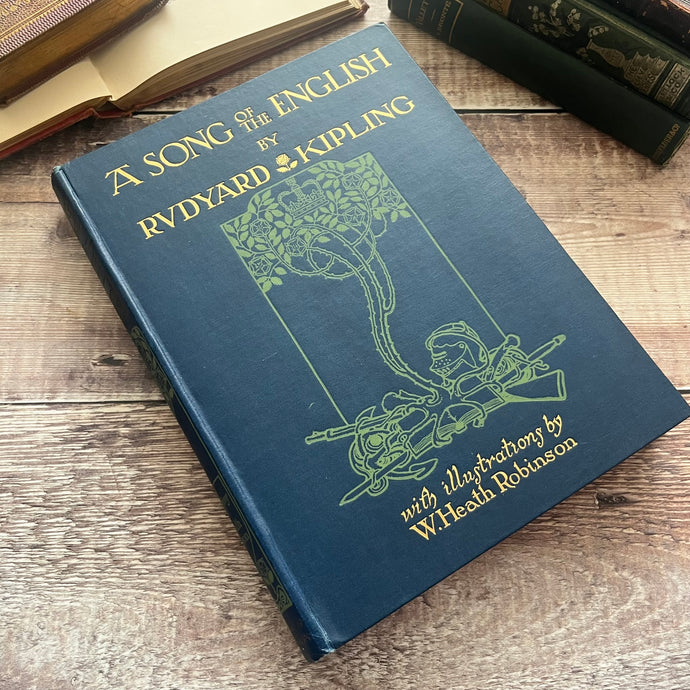 A SONG OF THE ENGLISH
BY
RVDYARD KIPLING
with illustrations by
W. Heath Robinson